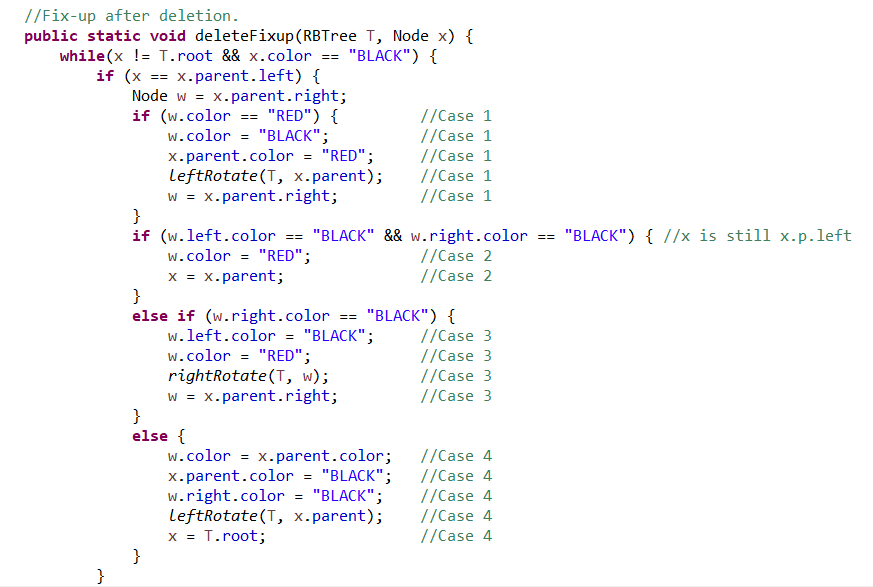 //Fix-up after deletion.
public static void deleteFixup(RBTree T, Node x) {
    while(x != T.root && x.color == "BLACK") {
        if (x == x.parent.left) {
            Node w = x.parent.right;
            if (w.color == "RED") {         //Case 1
                w.color = "BLACK";          //Case 1
                x.parent.color = "RED";     //Case 1
                leftRotate(T, x.parent);    //Case 1
                w = x.parent.right;         //Case 1
            }
            if (w.left.color == "BLACK" && w.right.color == "BLACK") { //x is still x.p.left
                w.color = "RED";            //Case 2
                x = x.parent;               //Case 2
            }
            else if (w.right.color == "BLACK") {
                w.left.color = "BLACK";     //Case 3
                w.color = "RED";            //Case 3
                rightRotate(T, w);          //Case 3
                w = x.parent.right;         //Case 3
            }
            else {
                w.color = x.parent.color;   //Case 4
                x.parent.color = "BLACK";   //Case 4
                w.right.color = "BLACK";    //Case 4
                leftRotate(T, x.parent);    //Case 4
                x = T.root;                 //Case 4
            }
        }